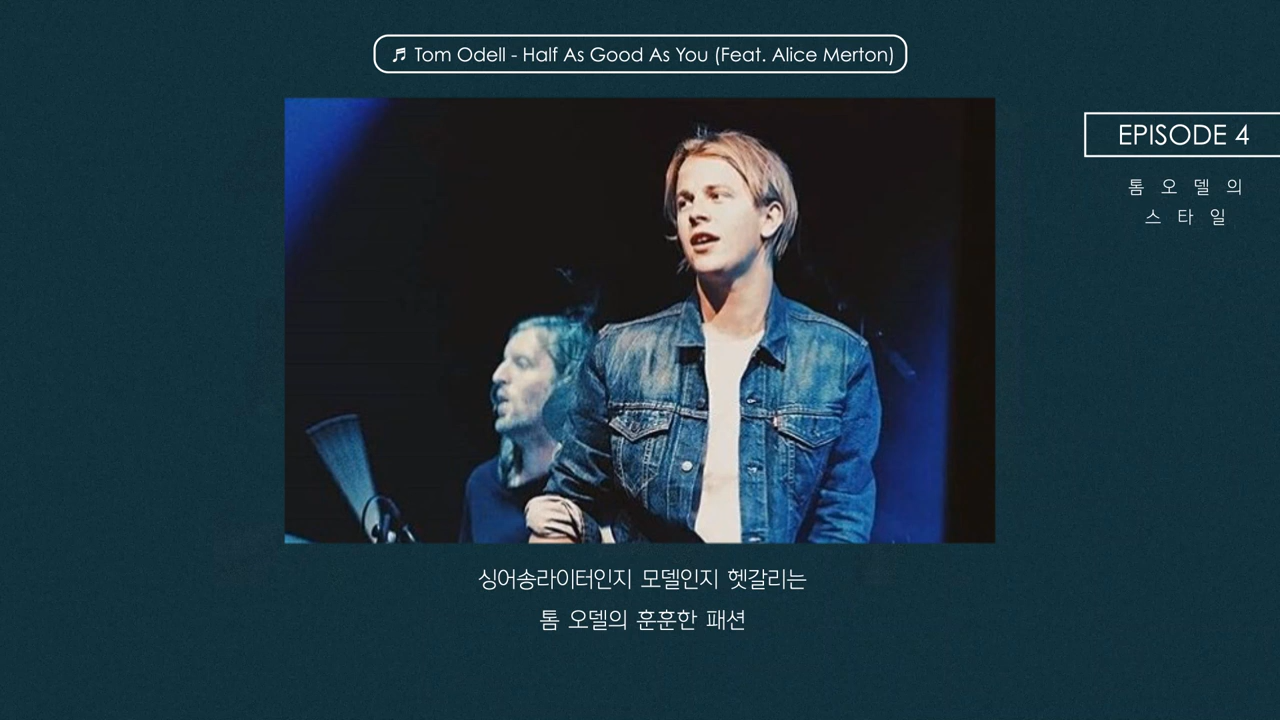 ♬ Tom Odell - Half As Good As You (Feat. Alice Merton)
EPISODE 4
톰 오 델 의
스 타 일
싱어송라이터인지 모델인지 헷갈리는
톰 오델의 훈훈한 패션